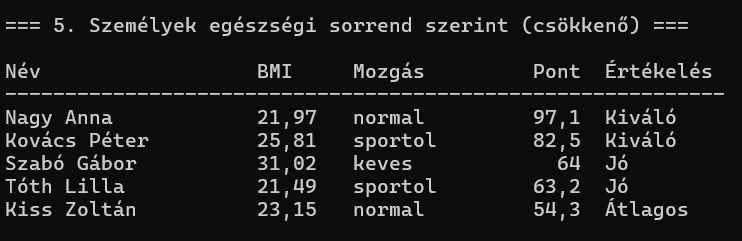 === 5. Személyek egészségi sorrend szerint (csökkenő) ===
Név BMI Mozgás Pont Értékelés
------------------------------------------------------------
Nagy Anna 21,97 normal 97,1 Kiváló
Kovács Péter 25,81 sportol 82,5 Kiváló
Szabó Gábor 31,02 keves 64 Jó
Tóth Lilla 21,49 sportol 63,2 Jó
Kiss Zoltán 23,15 normal 54,3 Átlagos